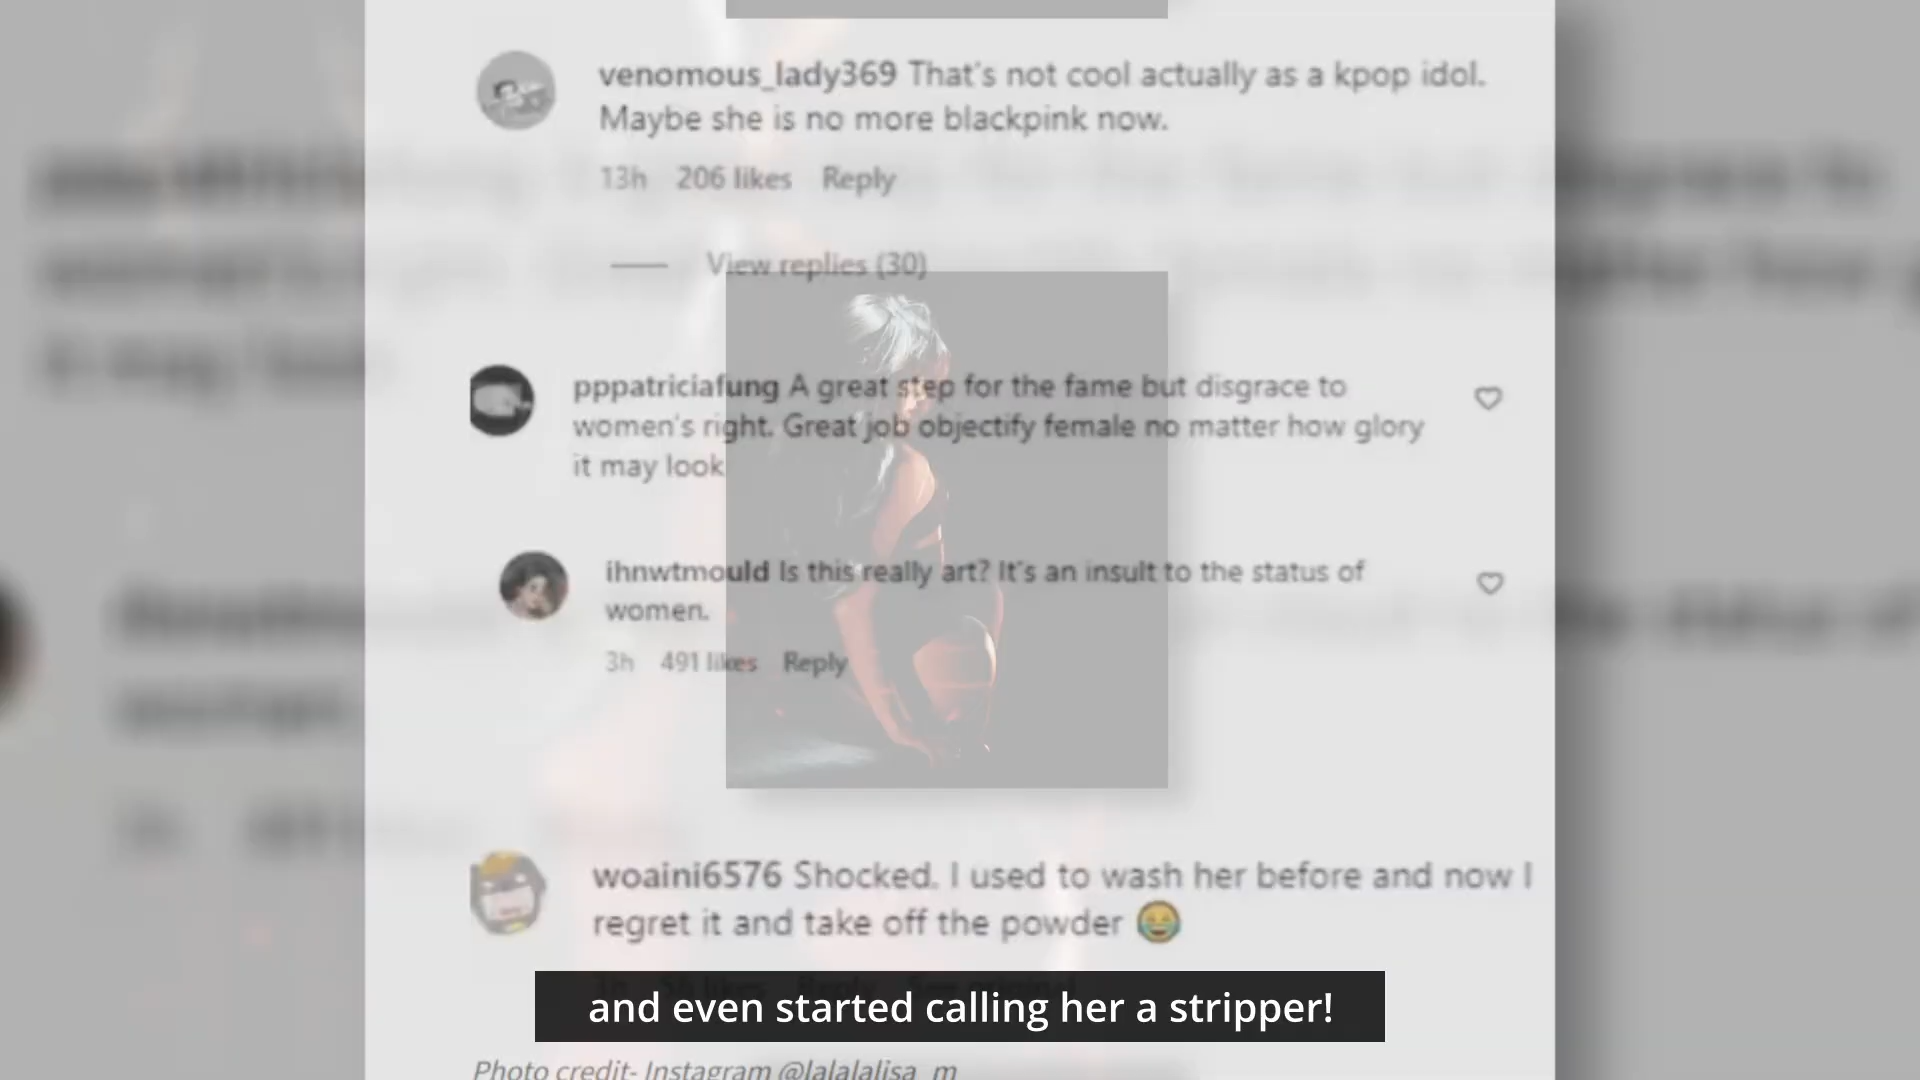 venomous_lady369 That's not cool actually as a kpop idol.
Maybe she is no more blackpink now.
13h 206 likes Reply
View replies (30)
pppatriciafung A great step for the fame but disgrace to
women's right. Great job objectify female no matter how glory
it may look
ihnwtmould Is this really art? It's an insult to the status of
women.
3h 491 likes Reply
woaini6576 Shocked. I used to wash her before and now I
regret it and take off the powder 😂
and even started calling her a stripper!
Photo credit- Instagram @lalalalisa_m